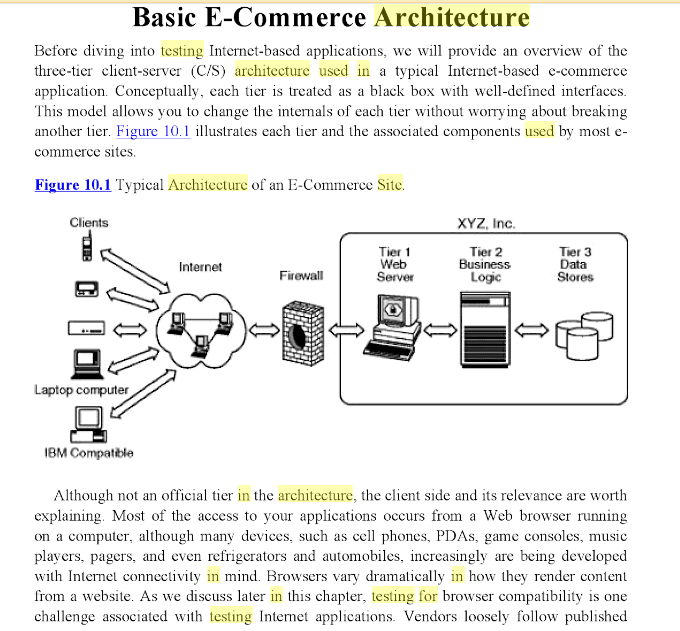 Basic E-Commerce Architecture
Before diving into testing Internet-based applications, we will provide an overview of the
three-tier client-server (C/S) architecture used in a typical Internet-based e-commerce
application. Conceptually, each tier is treated as a black box with well-defined interfaces.
This model allows you to change the internals of each tier without worrying about breaking
another tier. Figure 10.1 illustrates each tier and the associated components used by most e-
commerce sites.
Figure 10.1 Typical Architecture of an E-Commerce Site.
Clients
XYZ, Inc.
Internet
Firewall
Tier 1
Web
Server
Tier 2
Business
Logic
Tier 3
Data
Stores
Laptop computer
IBM Compatible
Although not an official tier in the architecture, the client side and its relevance are worth
explaining. Most of the access to your applications occurs from a Web browser running
on a computer, although many devices, such as cell phones, PDAs, game consoles, music
players, pagers, and even refrigerators and automobiles, increasingly are being developed
with Internet connectivity in mind. Browsers vary dramatically in how they render content
from a website. As we discuss later in this chapter, testing for browser compatibility is one
challenge associated with testing Internet applications. Vendors loosely follow published